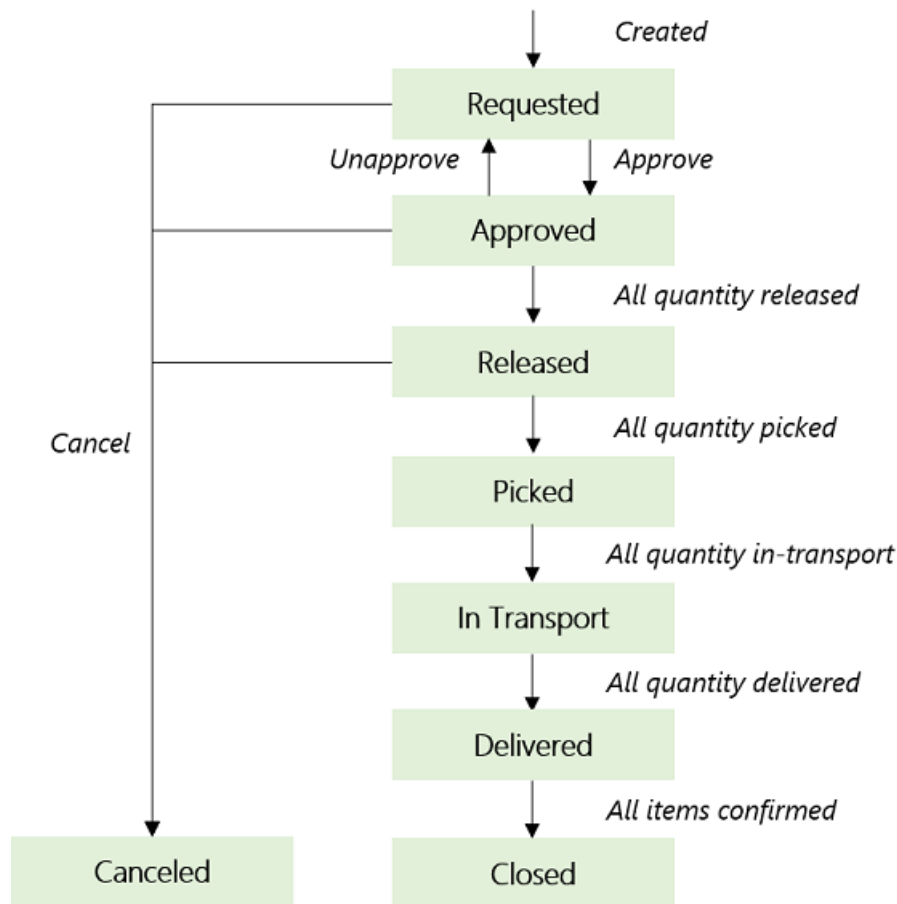 Created
Requested
Unapprove
Approve
Approved
All quantity released
Released
Cancel
All quantity picked
Picked
All quantity in-transport
In Transport
All quantity delivered
Delivered
All items confirmed
Canceled
Closed